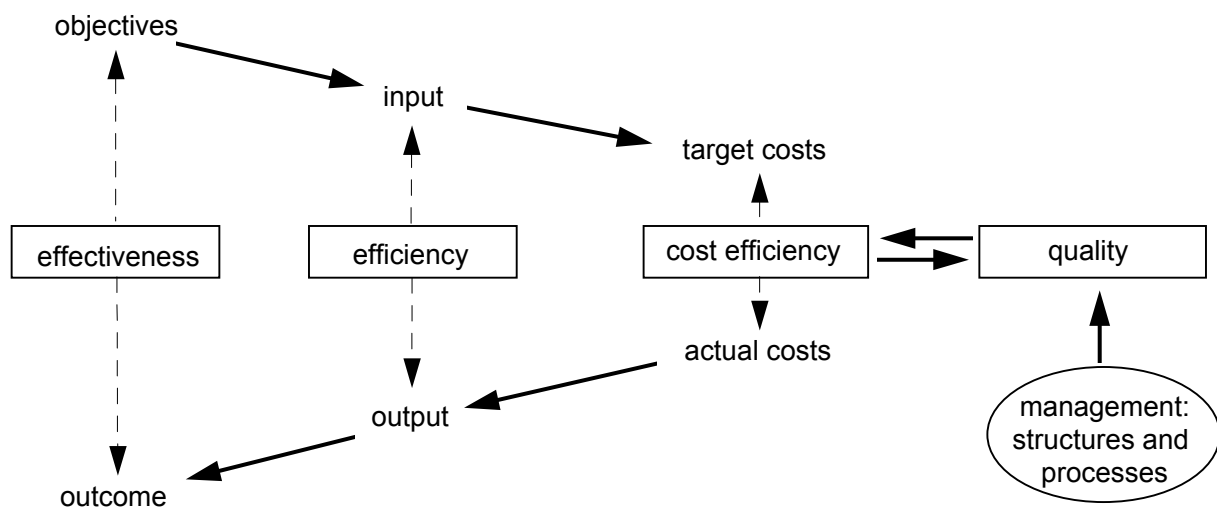 objectives
input
target costs
effectiveness
efficiency
cost efficiency
quality
actual costs
management:
structures and
processes
output
outcome